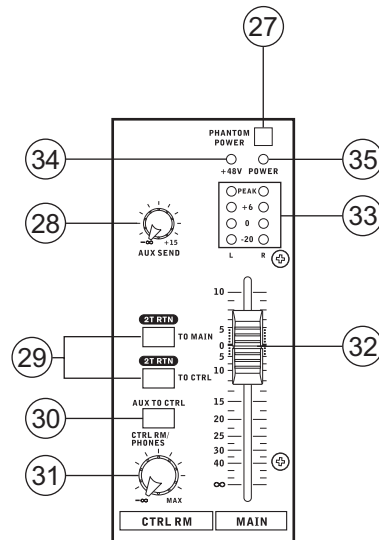 27
PHANTOM
POWER
34
35
+48V POWER
PEAK
+6
0
-20
L R
33
28
-∞ +15
AUX SEND
10
5
0
5
10
15
20
25
30
40
∞
32
2T RTN
TO MAIN
29
2T RTN
TO CTRL
30
AUX TO CTRL
CTRL RM/
PHONES
31
-∞ MAX
CTRL RM MAIN